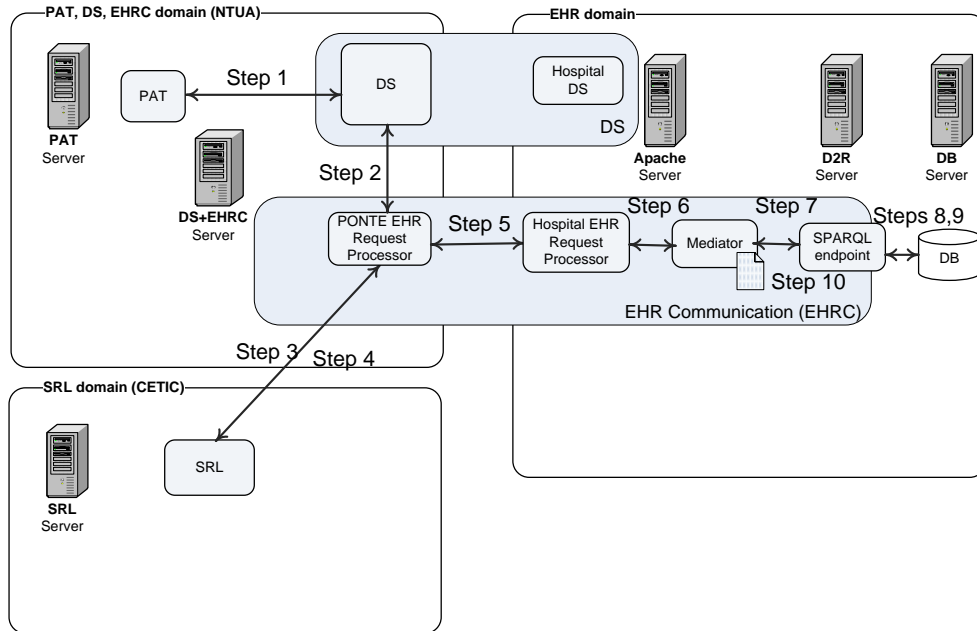 PAT, DS, EHRC domain (NTUA)
EHR domain
PAT
Server
PAT
Step 1
DS
Hospital
DS
DS
Apache
Server
D2R
Server
DB
Server
DS+EHRC
Server
Step 2
PONTE EHR
Request
Processor
Step 5
Hospital EHR
Request
Processor
Step 6
Mediator
Step 7
SPARQL
endpoint
Steps 8,9
DB
Step 10
EHR Communication (EHRC)
Step 3
Step 4
SRL domain (CETIC)
SRL
Server
SRL